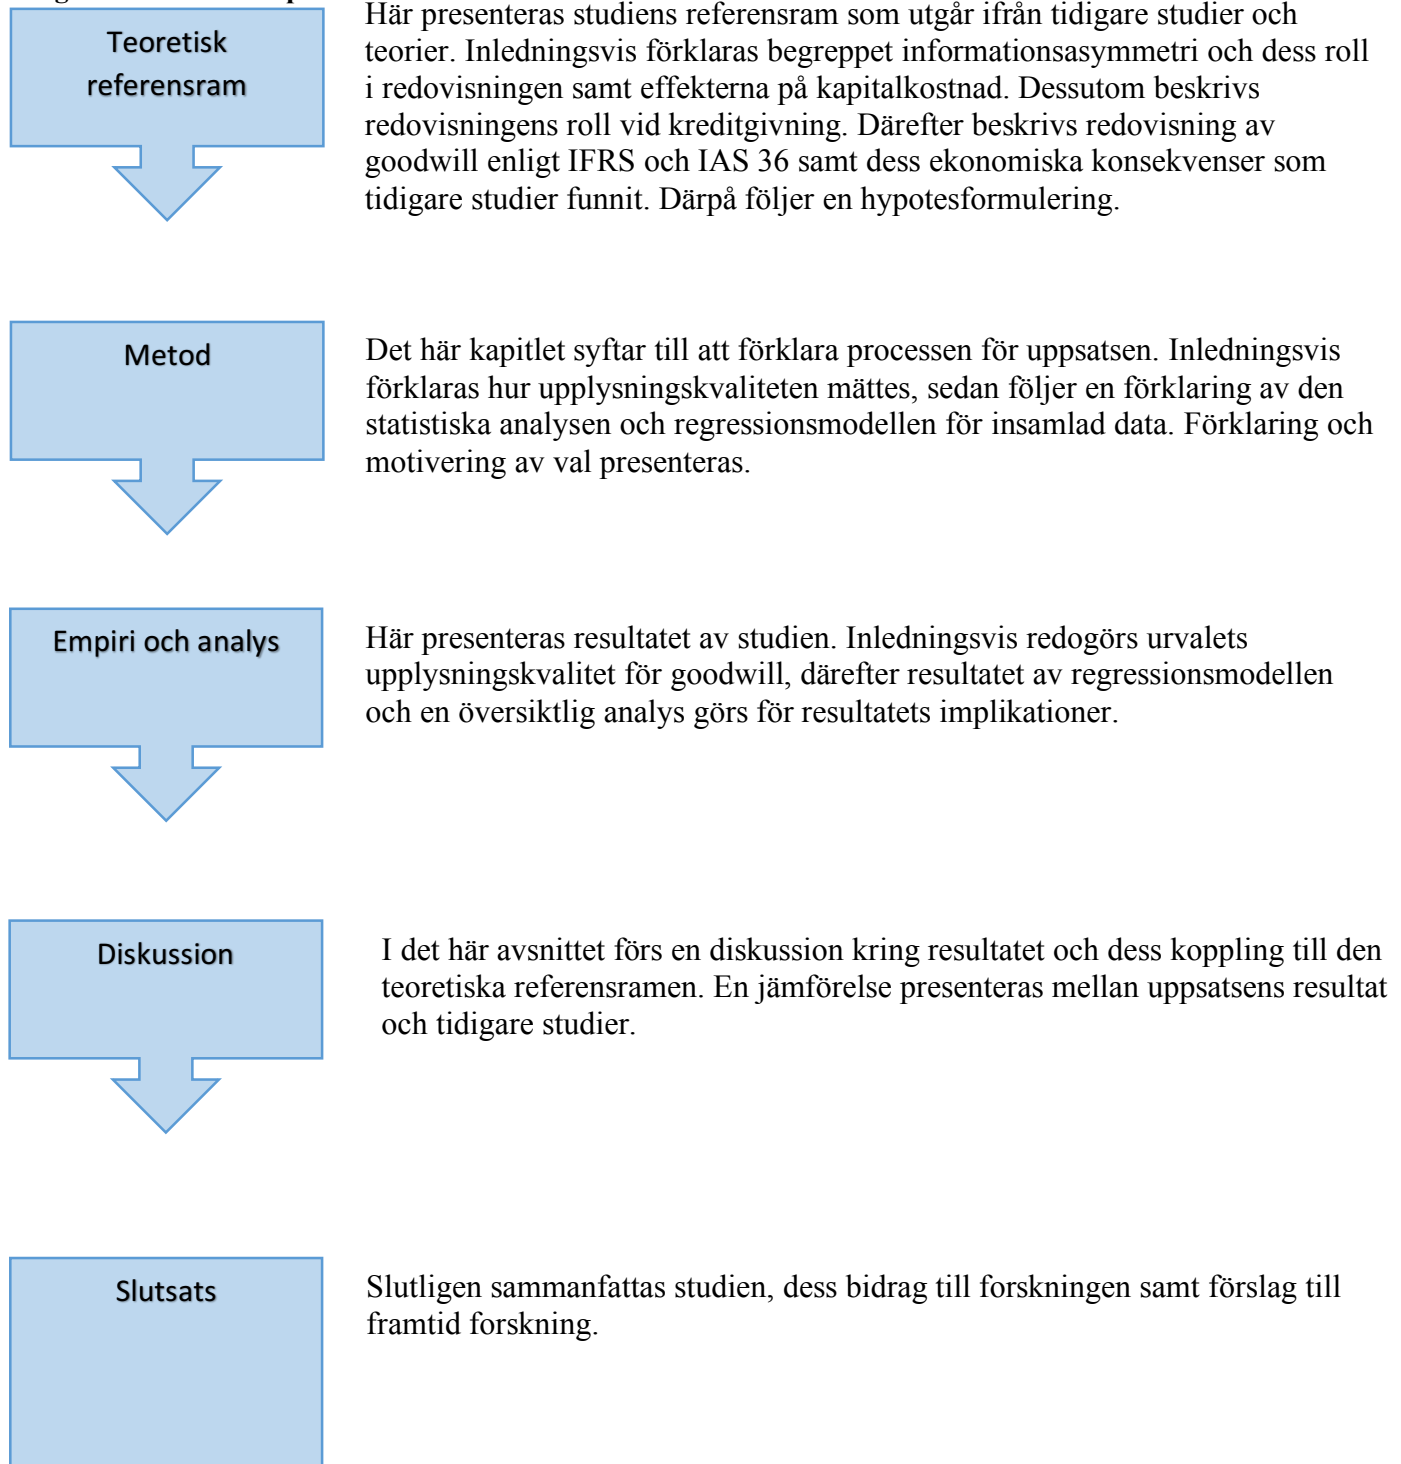 Teoretisk
referensram
Här presenteras studiens referensram som utgår ifrån tidigare studier och
teorier. Inledningsvis förklaras begreppet informationsasymmetri och dess roll
i redovisningen samt effekterna på kapitalkostnad. Dessutom beskrivs
redovisningens roll vid kreditgivning. Därefter beskrivs redovisning av
goodwill enligt IFRS och IAS 36 samt dess ekonomiska konsekvenser som
tidigare studier funnit. Därpå följer en hypotesformulering.
Metod
Det här kapitlet syftar till att förklara processen för uppsatsen. Inledningsvis
förklaras hur upplysningskvaliteten mättes, sedan följer en förklaring av den
statistiska analysen och regressionsmodellen för insamlad data. Förklaring och
motivering av val presenteras.
Empiri och analys
Här presenteras resultatet av studien. Inledningsvis redogörs urvalets
upplysningskvalitet för goodwill, därefter resultatet av regressionsmodellen
och en översiktlig analys görs för resultatets implikationer.
Diskussion
I det här avsnittet förs en diskussion kring resultatet och dess koppling till den
teoretiska referensramen. En jämförelse presenteras mellan uppsatsens resultat
och tidigare studier.
Slutsats
Slutligen sammanfattas studien, dess bidrag till forskningen samt förslag till
framtid forskning.